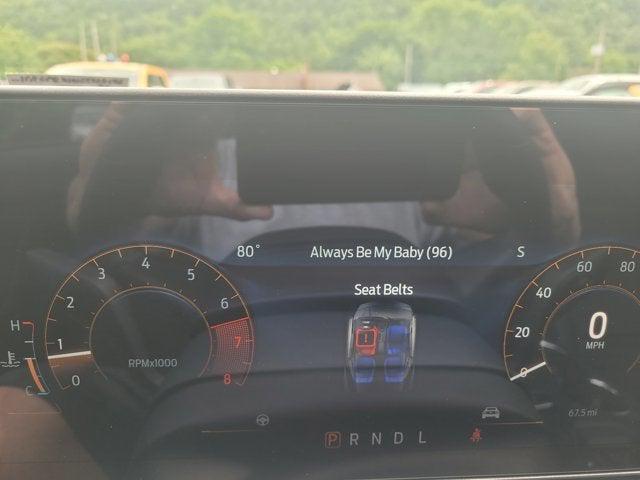 80° Always Be My Baby (96) S
Seat Belts
0 1 2 3 4 5 6 7 8
RPMx1000
H
C
0 20 40 60 80
0
MPH
67.5 mi
P R N D L